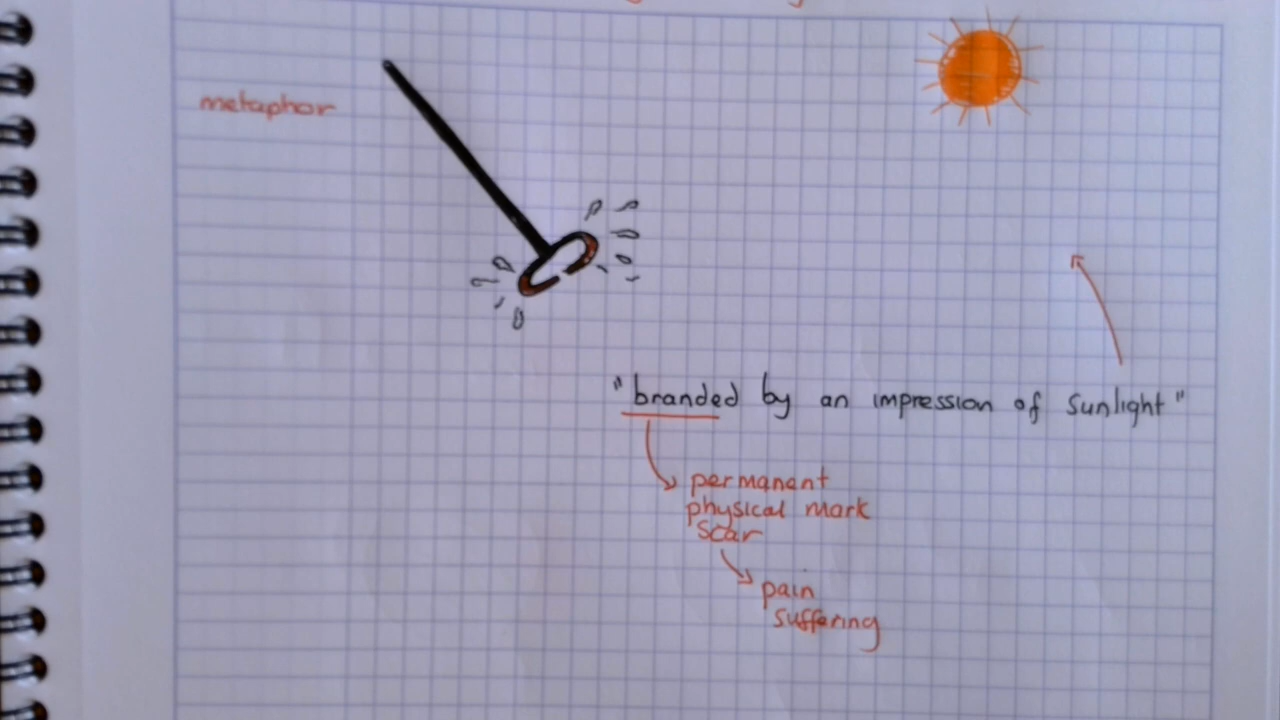 metaphor
"branded by an impression of sunlight"
permanent
physical mark
scar
pain
suffering